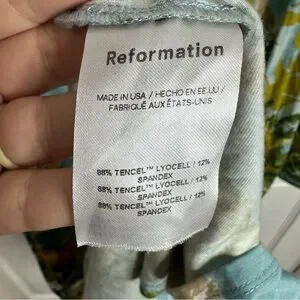 Reformation
MADE IN USA / HECHO EN EE.UU /
FABRIQUÉ AUX ÉTATS-UNIS
88% TENCEL™ LYOCELL / 12%
SPANDEX
88% TENCEL™ LYOCELL / 12%
SPANDEX
88% TENCEL™ LYOCELL / 12%
SPANDEX